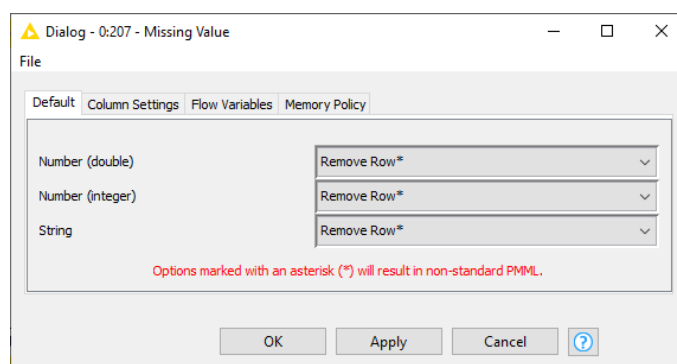 Dialog - 0:207 - Missing Value
File
Default Column Settings Flow Variables Memory Policy
Number (double) Remove Row*
Number (integer) Remove Row*
String Remove Row*
Options marked with an asterisk (*) will result in non-standard PMML.
OK Apply Cancel ?